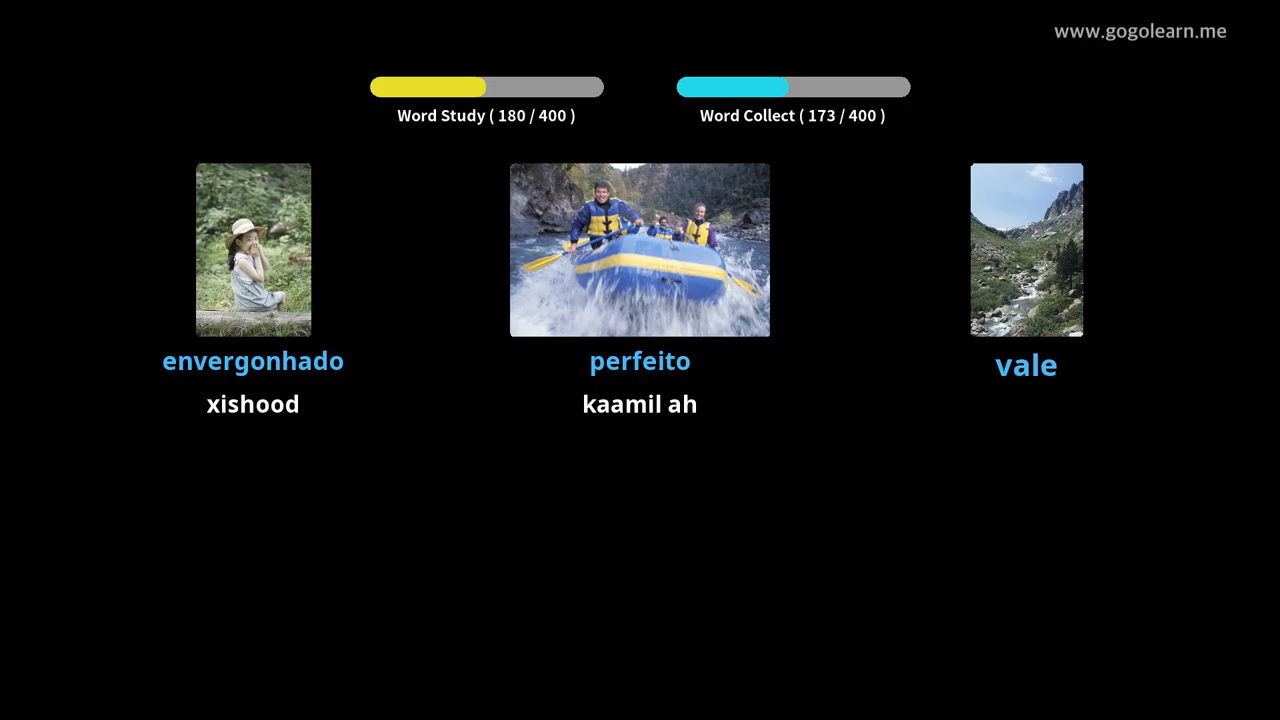 www.gogolearn.me
Word Study ( 180 / 400 )
Word Collect ( 173 / 400 )
envergonhado
perfeito
vale
xishood
kaamil ah